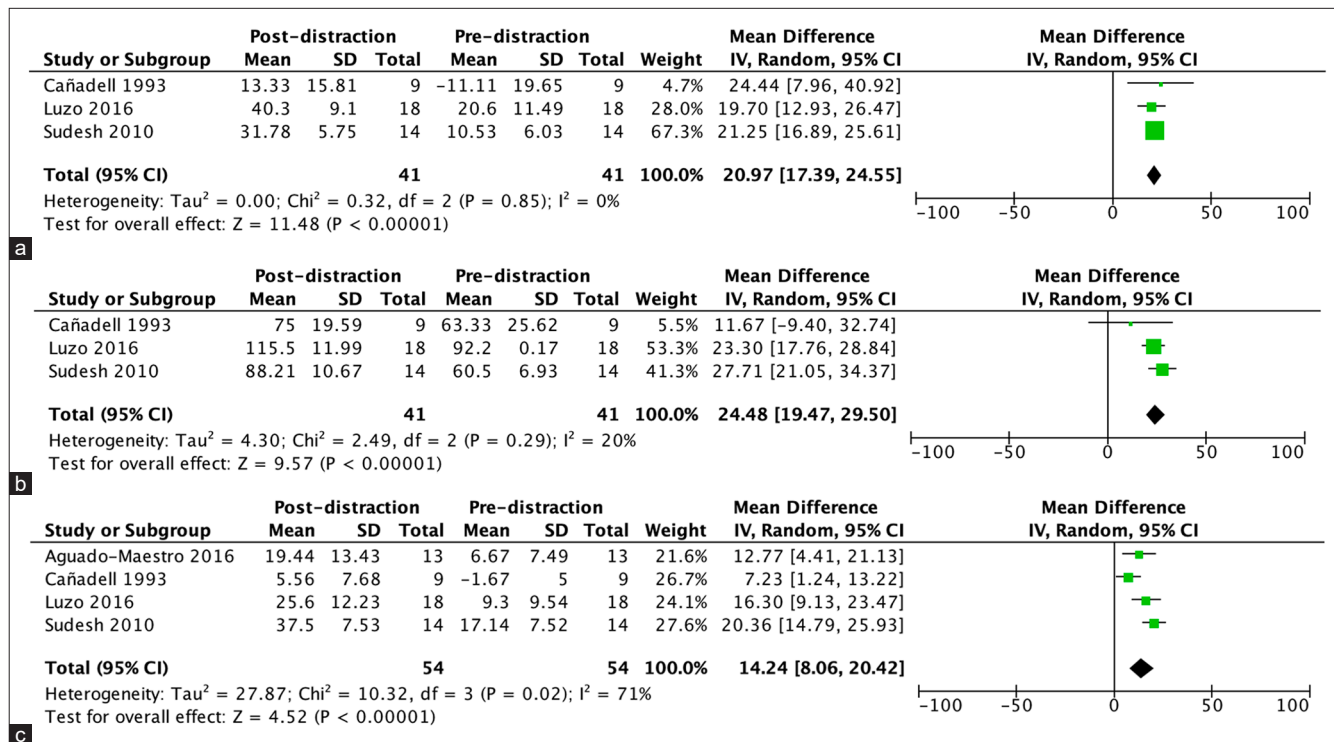 Post-distraction Pre-distraction Mean Difference Mean Difference
Study or Subgroup Mean SD Total Mean SD Total Weight IV, Random, 95% CI IV, Random, 95% CI
Cañadell 1993 13.33 15.81 9 -11.11 19.65 9 4.7% 24.44 [7.96, 40.92]
Luzo 2016 40.3 9.1 18 20.6 11.49 18 28.0% 19.70 [12.93, 26.47]
Sudesh 2010 31.78 5.75 14 10.53 6.03 14 67.3% 21.25 [16.89, 25.61]
Total (95% CI) 41 41 100.0% 20.97 [17.39, 24.55]
Heterogeneity: Tau² = 0.00; Chi² = 0.32, df = 2 (P = 0.85); I² = 0%
Test for overall effect: Z = 11.48 (P < 0.00001)
-100 -50 0 50 100
a
Post-distraction Pre-distraction Mean Difference Mean Difference
Study or Subgroup Mean SD Total Mean SD Total Weight IV, Random, 95% CI IV, Random, 95% CI
Cañadell 1993 75 19.59 9 63.33 25.62 9 5.5% 11.67 [-9.40, 32.74]
Luzo 2016 115.5 11.99 18 92.2 0.17 18 53.3% 23.30 [17.76, 28.84]
Sudesh 2010 88.21 10.67 14 60.5 6.93 14 41.3% 27.71 [21.05, 34.37]
Total (95% CI) 41 41 100.0% 24.48 [19.47, 29.50]
Heterogeneity: Tau² = 4.30; Chi² = 2.49, df = 2 (P = 0.29); I² = 20%
Test for overall effect: Z = 9.57 (P < 0.00001)
-100 -50 0 50 100
b
Post-distraction Pre-distraction Mean Difference Mean Difference
Study or Subgroup Mean SD Total Mean SD Total Weight IV, Random, 95% CI IV, Random, 95% CI
Aguado-Maestro 2016 19.44 13.43 13 6.67 7.49 13 21.6% 12.77 [4.41, 21.13]
Cañadell 1993 5.56 7.68 9 -1.67 5 9 26.7% 7.23 [1.24, 13.22]
Luzo 2016 25.6 12.23 18 9.3 9.54 18 24.1% 16.30 [9.13, 23.47]
Sudesh 2010 37.5 7.53 14 17.14 7.52 14 27.6% 20.36 [14.79, 25.93]
Total (95% CI) 54 54 100.0% 14.24 [8.06, 20.42]
Heterogeneity: Tau² = 27.87; Chi² = 10.32, df = 3 (P = 0.02); I² = 71%
Test for overall effect: Z = 4.52 (P < 0.00001)
-100 -50 0 50 100
c